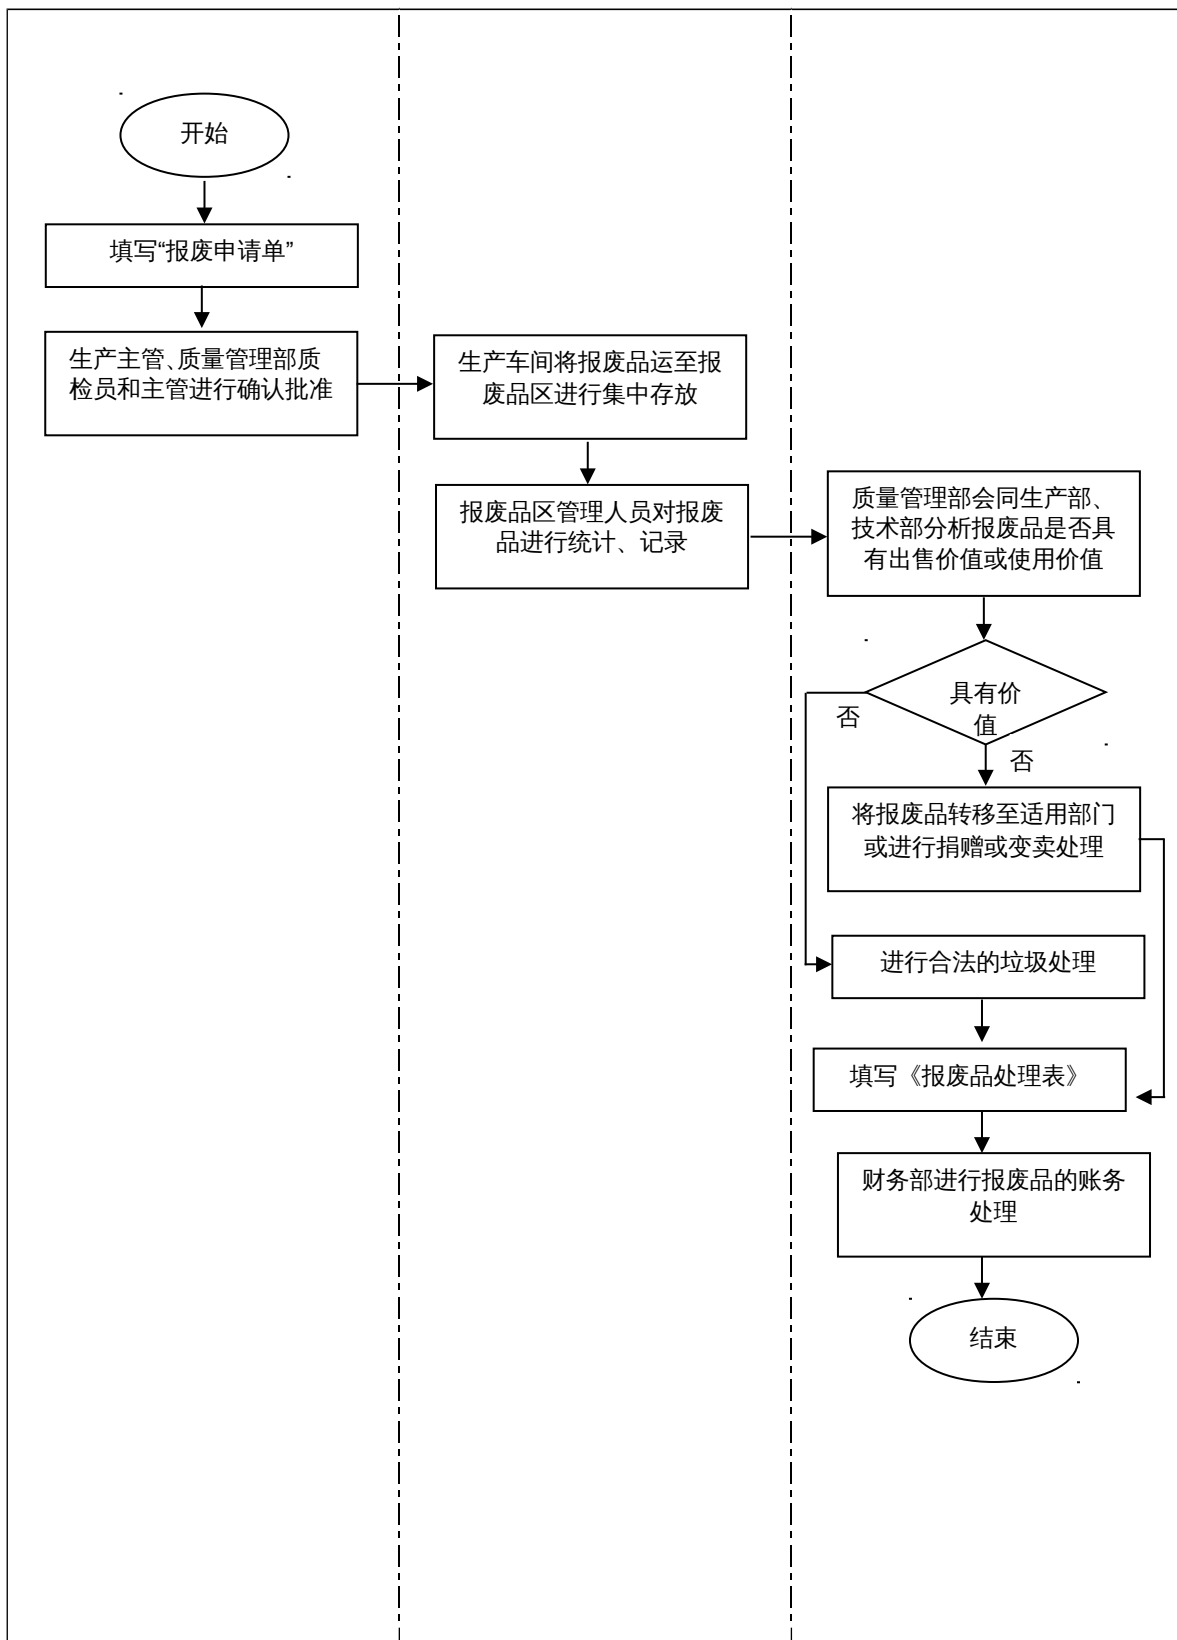 开始
填写“报废申请单”
生产主管、质量管理部质
检员和主管进行确认批准
生产车间将报废品运至报
废品区进行集中存放
报废品区管理人员对报废
品进行统计、记录
质量管理部会同生产部、
技术部分析报废品是否具
有出售价值或使用价值
具有价
值
否
否
将报废品转移至适用部门
或进行捐赠或变卖处理
进行合法的垃圾处理
填写《报废品处理表》
财务部进行报废品的账务
处理
结束